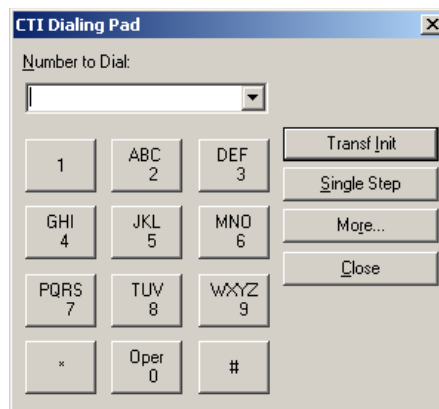 CTI Dialing Pad
Number to Dial:
1
ABC
2
DEF
3
Transf Init
Single Step
GHI
4
JKL
5
MNO
6
More...
Close
PQRS
7
TUV
8
WXYZ
9
*
Oper
0
#